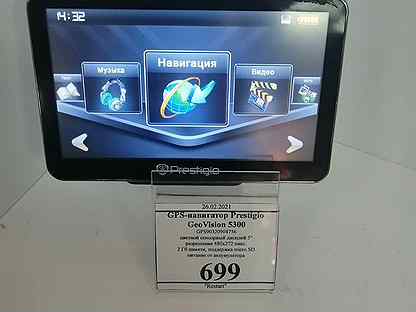 14:32
Музыка
Навигация
Видео
Prestigio
26.02.2021
GPS-навигатор Prestigio
GeoVision 5300
цветной сенсорный дисплей 5"
разрешение 480x272 пикс.
2 Гб памяти, поддержка micro SD
питание от аккумулятора
699
"Restart"